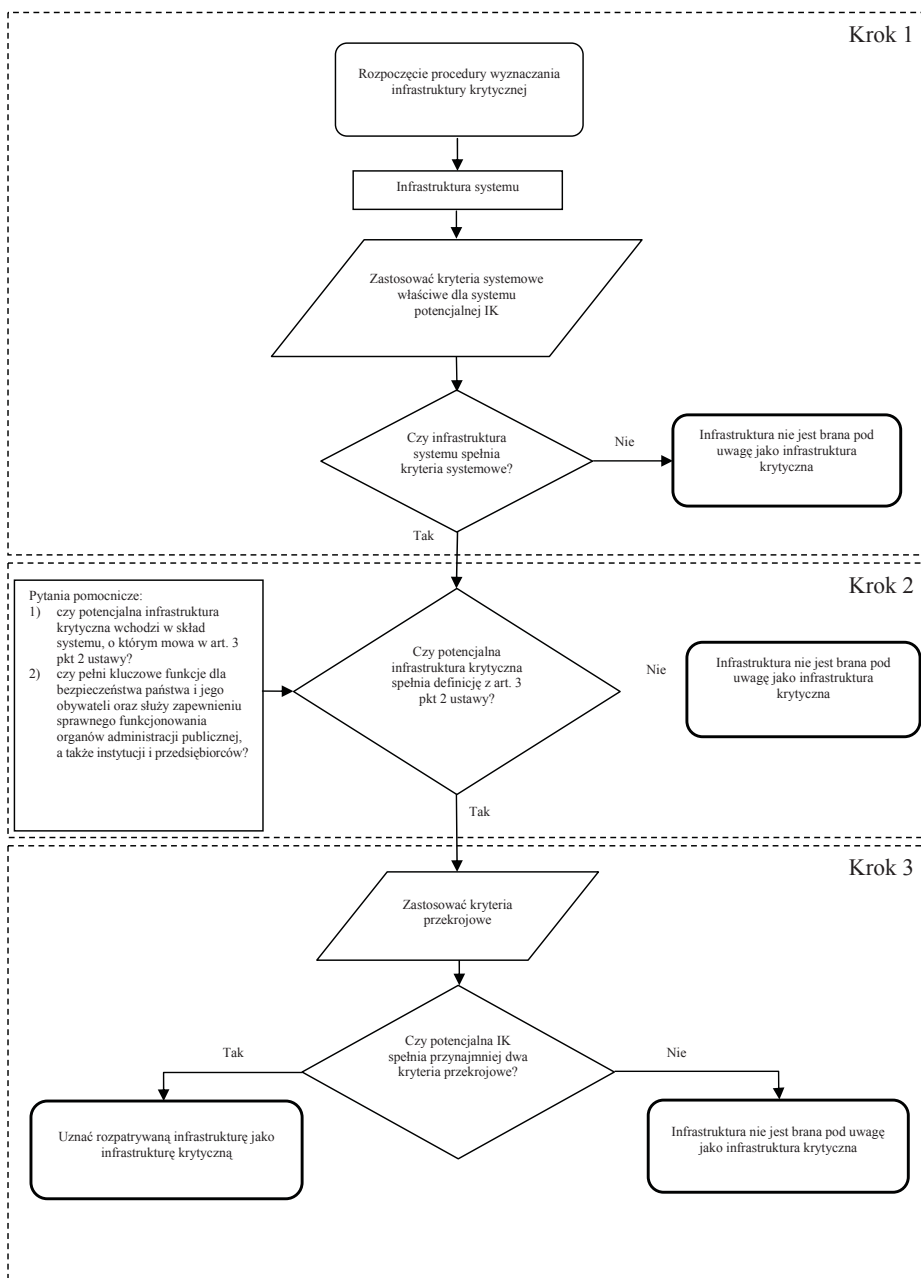 Krok 1
Rozpoczęcie procedury wyznaczania
infrastruktury krytycznej
Infrastruktura systemu
Zastosować kryteria systemowe
właściwe dla systemu
potencjalnej IK
Czy infrastruktura
systemu spełnia
kryteria systemowe?
Nie
Infrastruktura nie jest brana pod
uwagę jako infrastruktura
krytyczna
Tak
Krok 2
Pytania pomocnicze:
1) czy potencjalna infrastruktura
krytyczna wchodzi w skład
systemu, o którym mowa w art. 3
pkt 2 ustawy?
2) czy pełni kluczowe funkcje dla
bezpieczeństwa państwa i jego
obywateli oraz służy zapewnieniu
sprawnego funkcjonowania
organów administracji publicznej,
a także instytucji i przedsiębiorców?
Czy potencjalna
infrastruktura krytyczna
spełnia definicję z art. 3
pkt 2 ustawy?
Nie
Infrastruktura nie jest brana pod
uwagę jako infrastruktura
krytyczna
Tak
Krok 3
Zastosować kryteria
przekrojowe
Czy potencjalna IK
spełnia przynajmniej dwa
kryteria przekrojowe?
Tak
Nie
Uznać rozpatrywaną infrastrukturę jako
infrastrukturę krytyczną
Infrastruktura nie jest brana pod uwagę
jako infrastruktura krytyczna